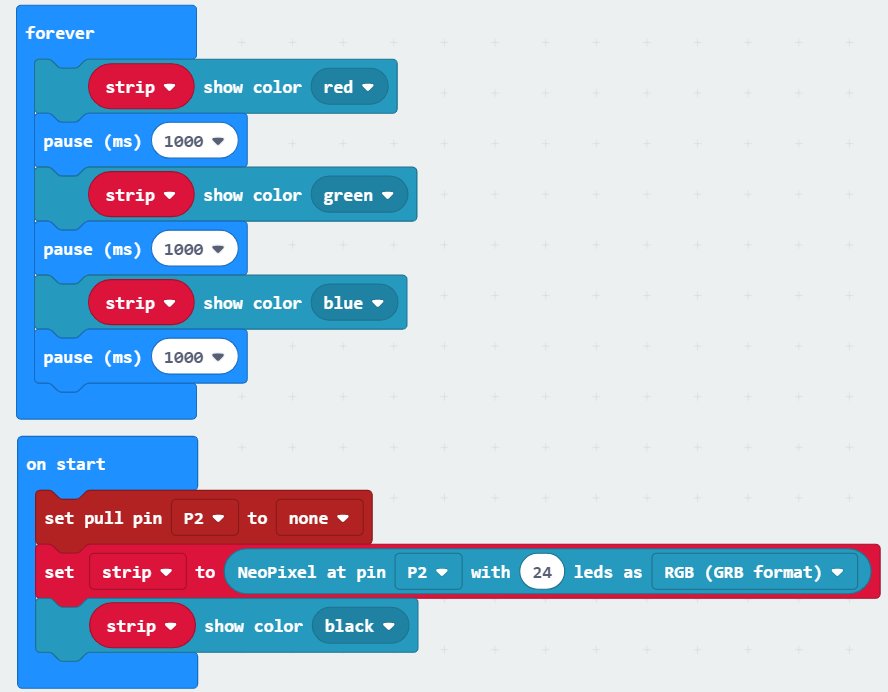 forever
strip show color red
pause (ms) 1000
strip show color green
pause (ms) 1000
strip show color blue
pause (ms) 1000
on start
set pull pin P2 to none
set strip to NeoPixel at pin P2 with 24 leds as RGB (GRB format)
strip show color black